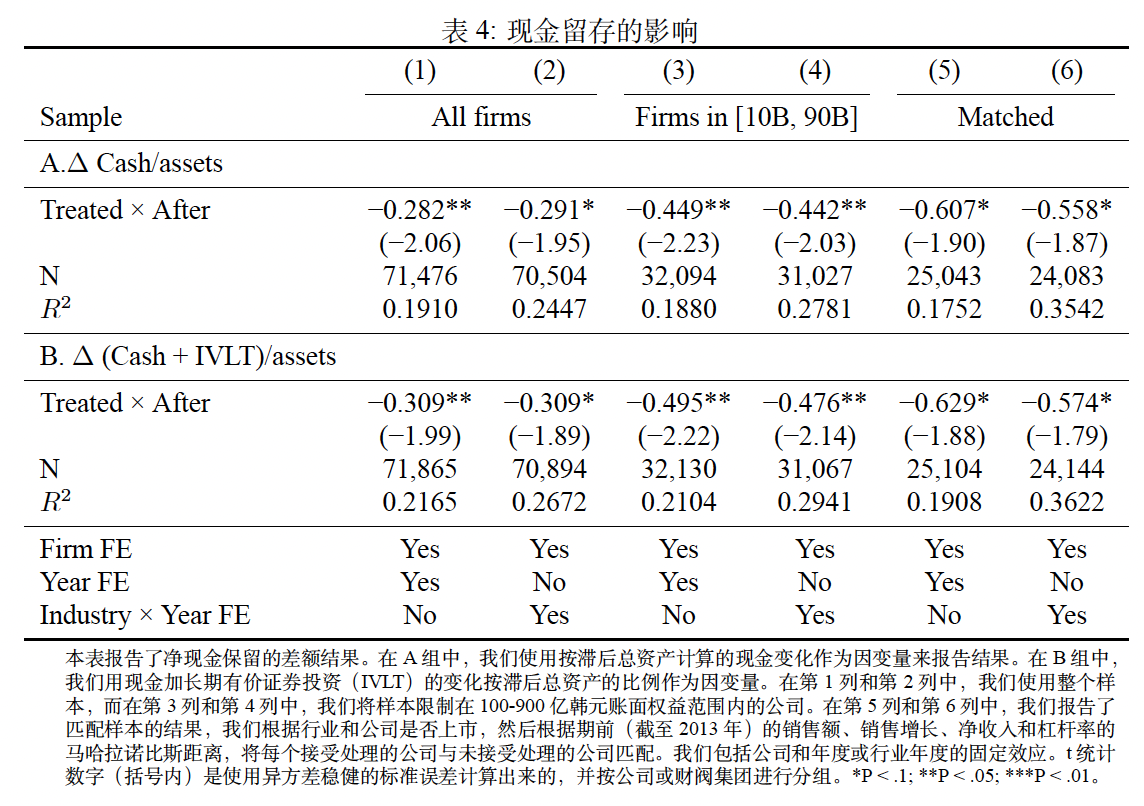 表 4: 现金留存的影响
(1) (2) (3) (4) (5) (6)
Sample All firms Firms in [10B, 90B] Matched
A.Δ Cash/assets
Treated × After −0.282** −0.291* −0.449** −0.442** −0.607* −0.558*
(−2.06) (−1.95) (−2.23) (−2.03) (−1.90) (−1.87)
N 71,476 70,504 32,094 31,027 25,043 24,083
R² 0.1910 0.2447 0.1880 0.2781 0.1752 0.3542
B. Δ (Cash + IVLT)/assets
Treated × After −0.309** −0.309* −0.495** −0.476** −0.629* −0.574*
(−1.99) (−1.89) (−2.22) (−2.14) (−1.88) (−1.79)
N 71,865 70,894 32,130 31,067 25,104 24,144
R² 0.2165 0.2672 0.2104 0.2941 0.1908 0.3622
Firm FE Yes Yes Yes Yes Yes Yes
Year FE Yes No Yes No Yes No
Industry × Year FE No Yes No Yes No Yes
本表报告了净现金保留的差额结果。在 A 组中，我们使用按滞后总资产计算的现金变化作为因变量来报告结果。在 B 组中，
我们用现金加长期有价证券投资（IVLT）的变化按滞后总资产的比例作为因变量。在第 1 列和第 2 列中，我们使用整个样
本，而在第 3 列和第 4 列中，我们将样本限制在 100-900 亿韩元账面权益范围内的公司。在第 5 列和第 6 列中，我们报告了
匹配样本的结果，我们根据行业和公司是否上市，然后根据期前（截至 2013 年）的销售额、销售增长、净收入和杠杆率的
马哈拉诺比斯距离，将每个接受处理的公司与未接受处理的公司匹配。我们包括公司和年度或行业年度的固定效应。t 统计
数字（括号内）是使用异方差稳健的标准误差计算出来的，并按公司或财阀集团进行分组。*P < .1; **P < .05; ***P < .01。